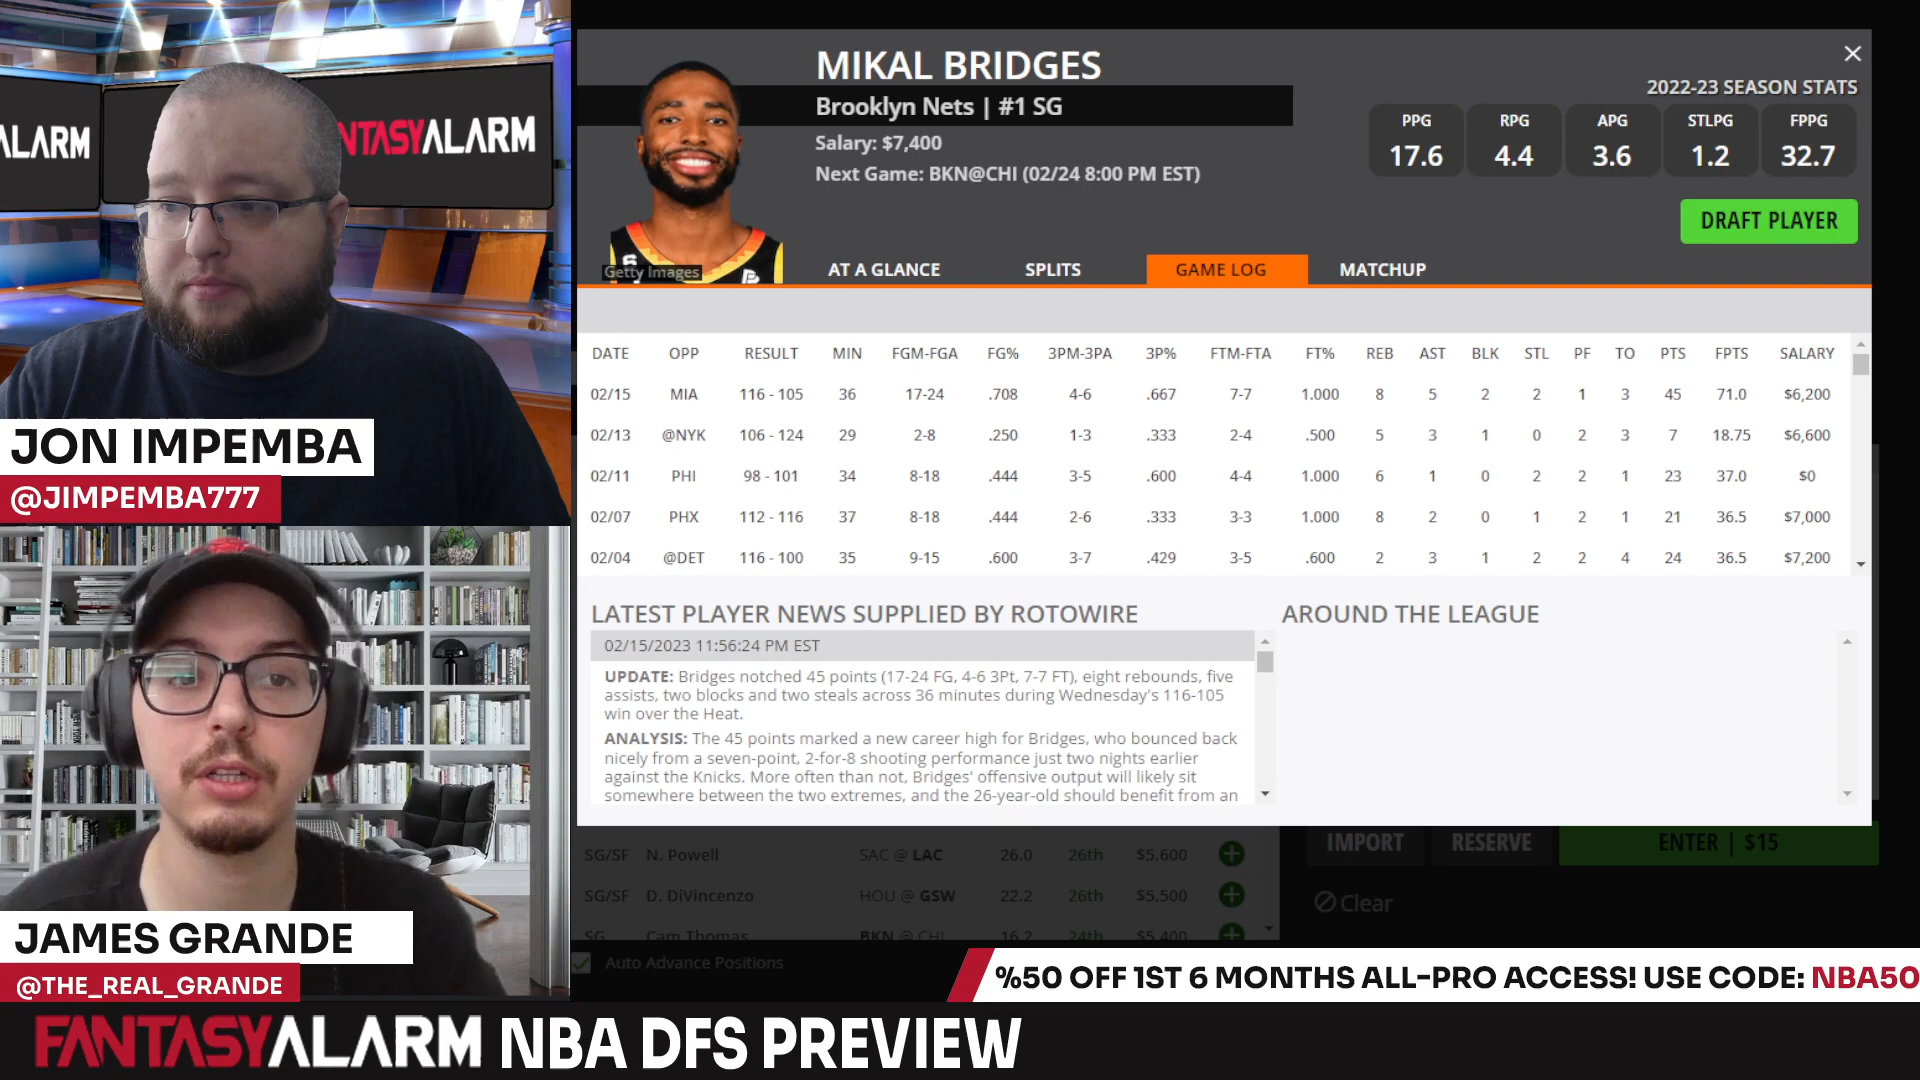 ALARM
FANTASYALARM
JON IMPEMBA
@JIMPEMBA777
JAMES GRANDE
@THE_REAL_GRANDE
MIKAL BRIDGES
Brooklyn Nets | #1 SG
Salary: $7,400
Next Game: BKN@CHI (02/24 8:00 PM EST)
Getty Images
2022-23 SEASON STATS
PPG RPG APG STLPG FPPG
17.6 4.4 3.6 1.2 32.7
DRAFT PLAYER
AT A GLANCE SPLITS GAME LOG MATCHUP
DATE OPP RESULT MIN FGM-FGA FG% 3PM-3PA 3P% FTM-FTA FT% REB AST BLK STL PF TO PTS FPTS SALARY
02/15 MIA 116 - 105 36 17-24 .708 4-6 .667 7-7 1.000 8 5 2 2 1 3 45 71.0 $6,200
02/13 @NYK 106 - 124 29 2-8 .250 1-3 .333 2-4 .500 5 3 1 0 2 3 7 18.75 $6,600
02/11 PHI 98 - 101 34 8-18 .444 3-5 .600 4-4 1.000 6 1 0 2 2 1 23 37.0 $0
02/07 PHX 112 - 116 37 8-18 .444 2-6 .333 3-3 1.000 8 2 0 1 2 1 21 36.5 $7,000
02/04 @DET 116 - 100 35 9-15 .600 3-7 .429 3-5 .600 2 3 1 2 2 4 24 36.5 $7,200
LATEST PLAYER NEWS SUPPLIED BY ROTOWIRE
02/15/2023 11:56:24 PM EST
UPDATE: Bridges notched 45 points (17-24 FG, 4-6 3Pt, 7-7 FT), eight rebounds, five
assists, two blocks and two steals across 36 minutes during Wednesday's 116-105
win over the Heat.
ANALYSIS: The 45 points marked a new career high for Bridges, who bounced back
nicely from a seven-point, 2-for-8 shooting performance just two nights earlier
against the Knicks. More often than not, Bridges' offensive output will likely sit
somewhere between the two extremes, and the 26-year-old should benefit from an
AROUND THE LEAGUE
SG/SF N. Powell SAC @ LAC 26.0 26th $5,600
SG/SF D. DiVincenzo HOU @ GSW 22.2 26th $5,500
SG Cam Thomas BKN @ CHI 16.2 24th $5,400
Auto Advance Positions
IMPORT RESERVE ENTER | $15
Clear
%50 OFF 1ST 6 MONTHS ALL-PRO ACCESS! USE CODE: NBA50
FANTASYALARM NBA DFS PREVIEW